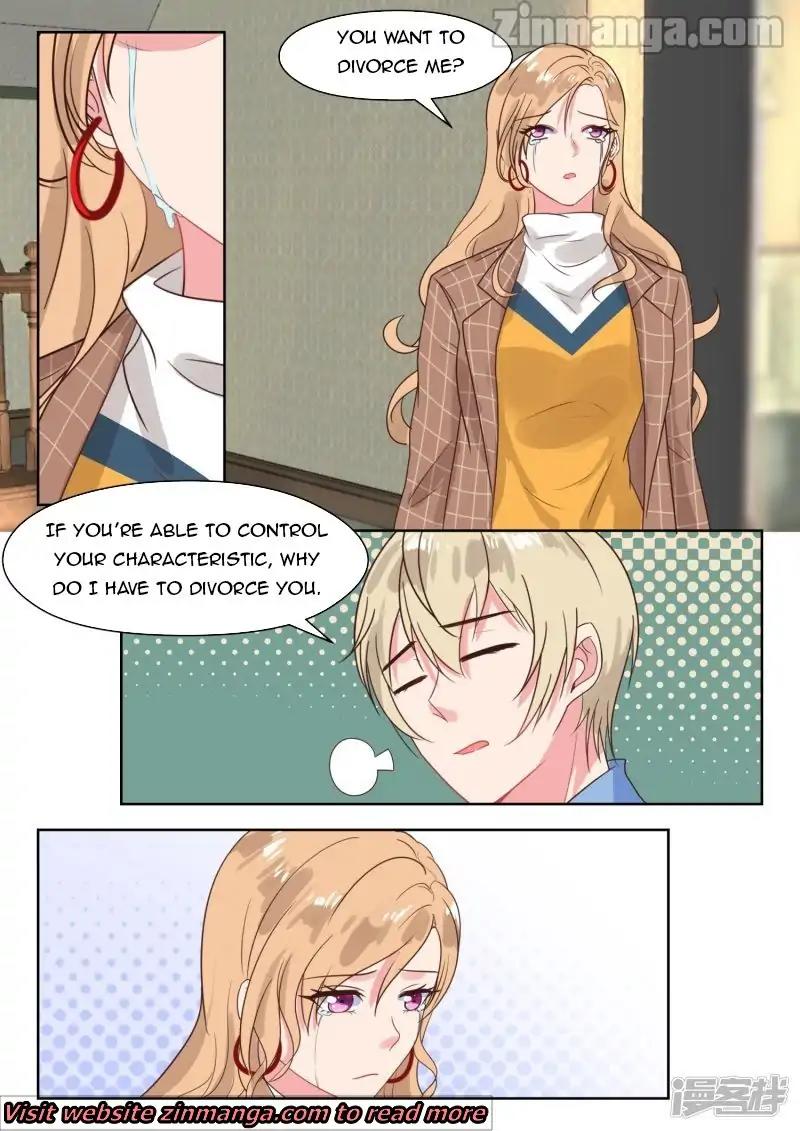 Zinmanga.com
YOU WANT TO
DIVORCE ME?
IF YOU'RE ABLE TO CONTROL
YOUR CHARACTERISTIC, WHY
DO I HAVE TO DIVORCE YOU.
漫客栈
Visit website zinmanga.com to read more